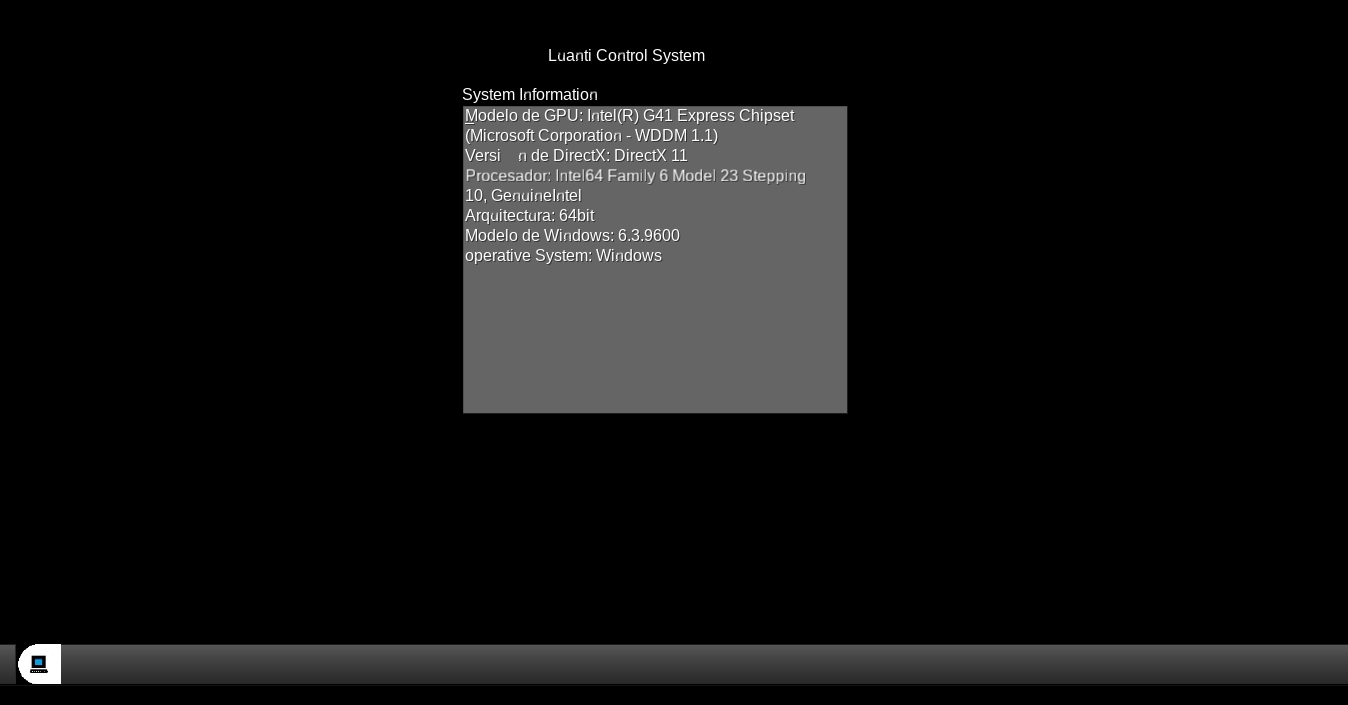 Luanti Control System
System Information
Modelo de GPU: Intel(R) G41 Express Chipset
(Microsoft Corporation - WDDM 1.1)
Versi n de DirectX: DirectX 11
Procesador: Intel64 Family 6 Model 23 Stepping
10, GenuineIntel
Arquitectura: 64bit
Modelo de Windows: 6.3.9600
operative System: Windows